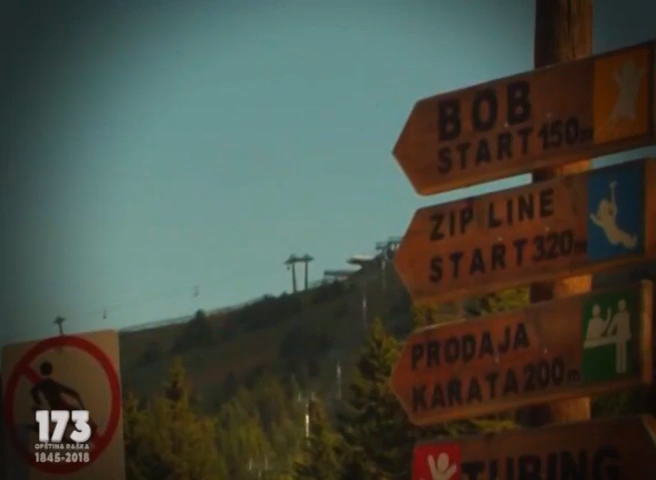 BOB
START 150m
ZIP LINE
START 320m
PRODAJA
KARATA 200m
TUBING
173
OPŠTINA RAŠKA
1845-2018